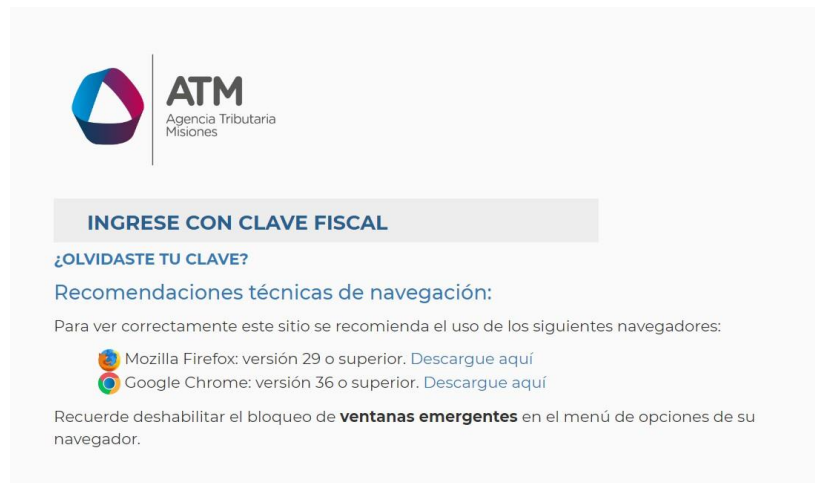 ATM
Agencia Tributaria
Misiones
INGRESE CON CLAVE FISCAL
¿OLVIDASTE TU CLAVE?
Recomendaciones técnicas de navegación:
Para ver correctamente este sitio se recomienda el uso de los siguientes navegadores:
Mozilla Firefox: versión 29 o superior. Descargue aquí
Google Chrome: versión 36 o superior. Descargue aquí
Recuerde deshabilitar el bloqueo de ventanas emergentes en el menú de opciones de su
navegador.